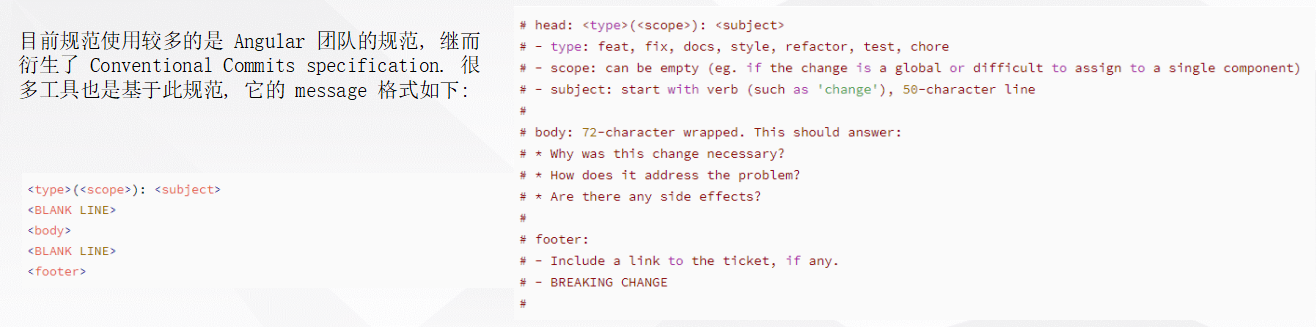 目前规范使用较多的是 Angular 团队的规范, 继而
衍生了 Conventional Commits specification. 很
多工具也是基于此规范, 它的 message 格式如下:
<type>(<scope>): <subject>
<BLANK LINE>
<body>
<BLANK LINE>
<footer>
# head: <type>(<scope>): <subject>
# - type: feat, fix, docs, style, refactor, test, chore
# - scope: can be empty (eg. if the change is a global or difficult to assign to a single component)
# - subject: start with verb (such as 'change'), 50-character line
#
# body: 72-character wrapped. This should answer:
# * Why was this change necessary?
# * How does it address the problem?
# * Are there any side effects?
#
# footer:
# - Include a link to the ticket, if any.
# - BREAKING CHANGE
#